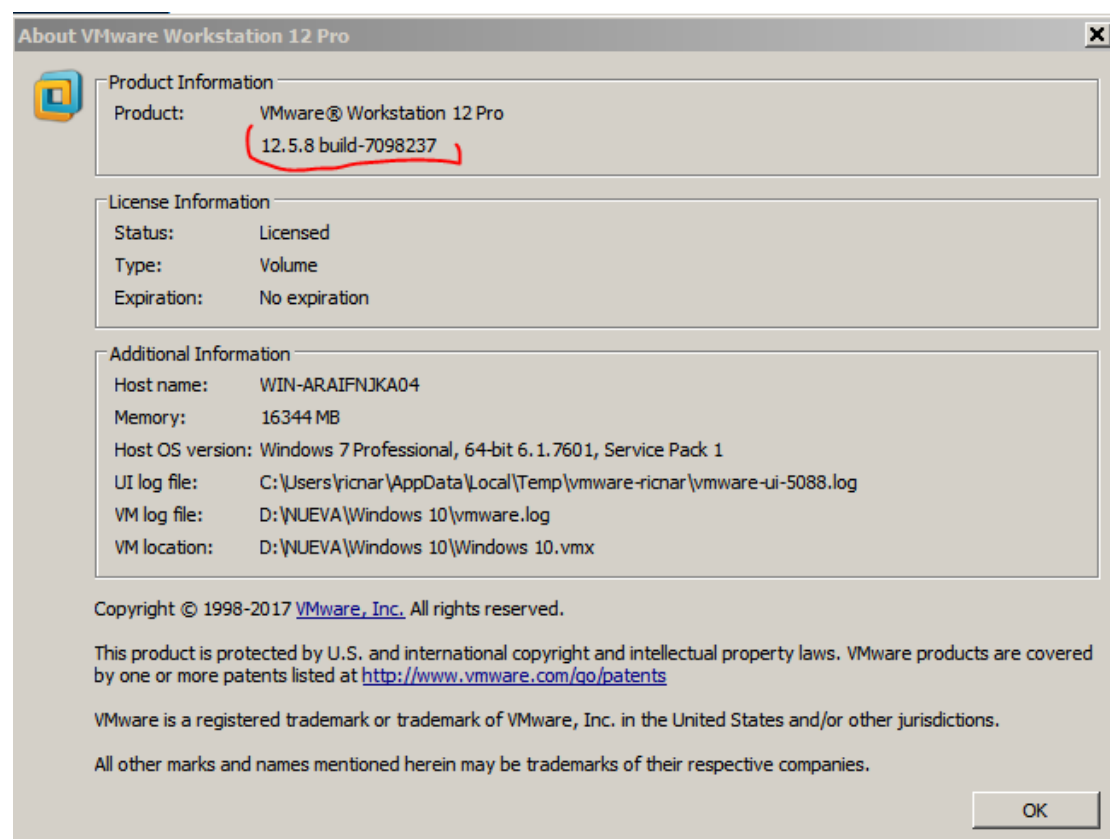 About VMware Workstation 12 Pro
Product Information
Product: VMware® Workstation 12 Pro
12.5.8 build-7098237
License Information
Status: Licensed
Type: Volume
Expiration: No expiration
Additional Information
Host name: WIN-ARAIFNJKA04
Memory: 16344 MB
Host OS version: Windows 7 Professional, 64-bit 6.1.7601, Service Pack 1
UI log file: C:\Users\ricnar\AppData\Local\Temp\vmware-ricnar\vmware-ui-5088.log
VM log file: D:\NUEVA\Windows 10\vmware.log
VM location: D:\NUEVA\Windows 10\Windows 10.vmx
Copyright © 1998-2017 VMware, Inc. All rights reserved.
This product is protected by U.S. and international copyright and intellectual property laws. VMware products are covered
by one or more patents listed at http://www.vmware.com/go/patents
VMware is a registered trademark or trademark of VMware, Inc. in the United States and/or other jurisdictions.
All other marks and names mentioned herein may be trademarks of their respective companies.
OK